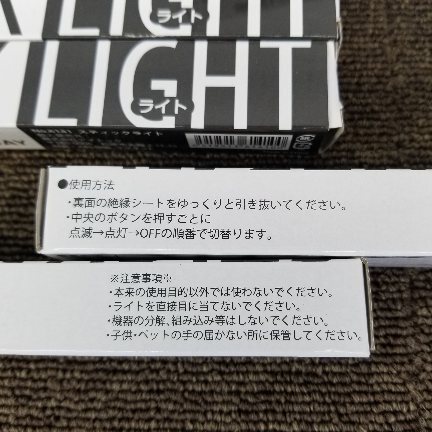 LIGHT
ライト
LIGHT
ライト
スティックライト
●使用方法
・裏面の絶縁シートをゆっくりと引き抜いてください。
・中央のボタンを押すごとに
点滅→点灯→OFFの順番で切替ります。
※注意事項※
・本来の使用目的以外では使わないでください。
・ライトを直接目に当てないでください。
・機器の分解、組み込み等はしないでください。
・子供・ペットの手の届かない所に保管してください。